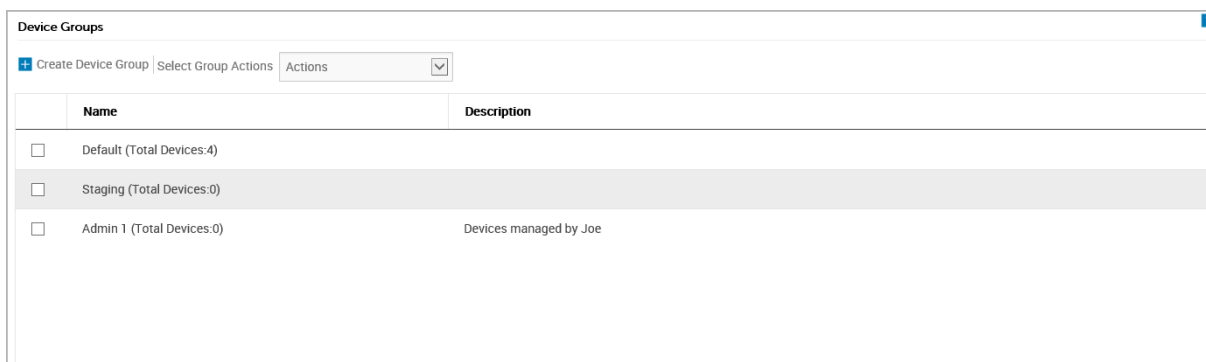 Device Groups
Create Device Group Select Group Actions Actions
Name Description
Default (Total Devices:4)
Staging (Total Devices:0)
Admin 1 (Total Devices:0) Devices managed by Joe